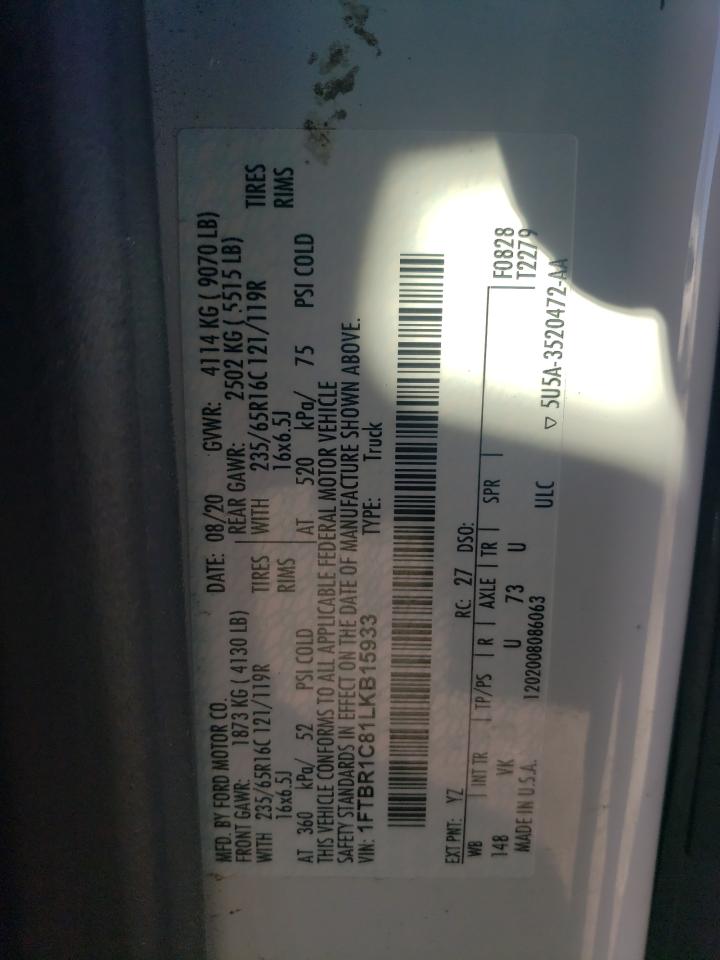 MFD. BY FORD MOTOR CO. DATE: 08/20 GVWR: 4114 KG ( 9070 LB)
FRONT GAWR: 1873 KG ( 4130 LB) REAR GAWR: 2502 KG ( 5515 LB)
WITH 235/65R16C 121/119R TIRES WITH 235/65R16C 121/119R TIRES
16x6.5J RIMS 16x6.5J RIMS
AT 360 kPa/ 52 PSI COLD AT 520 kPa/ 75 PSI COLD
THIS VEHICLE CONFORMS TO ALL APPLICABLE FEDERAL MOTOR VEHICLE
SAFETY STANDARDS IN EFFECT ON THE DATE OF MANUFACTURE SHOWN ABOVE.
VIN: 1FTBR1C81LKB15933 TYPE: Truck
EXT PNT: YZ RC: 27 DSO:
WB INT TR TP/PS R AXLE TR SPR F0828
148 VK U 73 U T2279
MADE IN U.S.A. 1202008086063 ULC ▽ 5U5A-3520472-AA